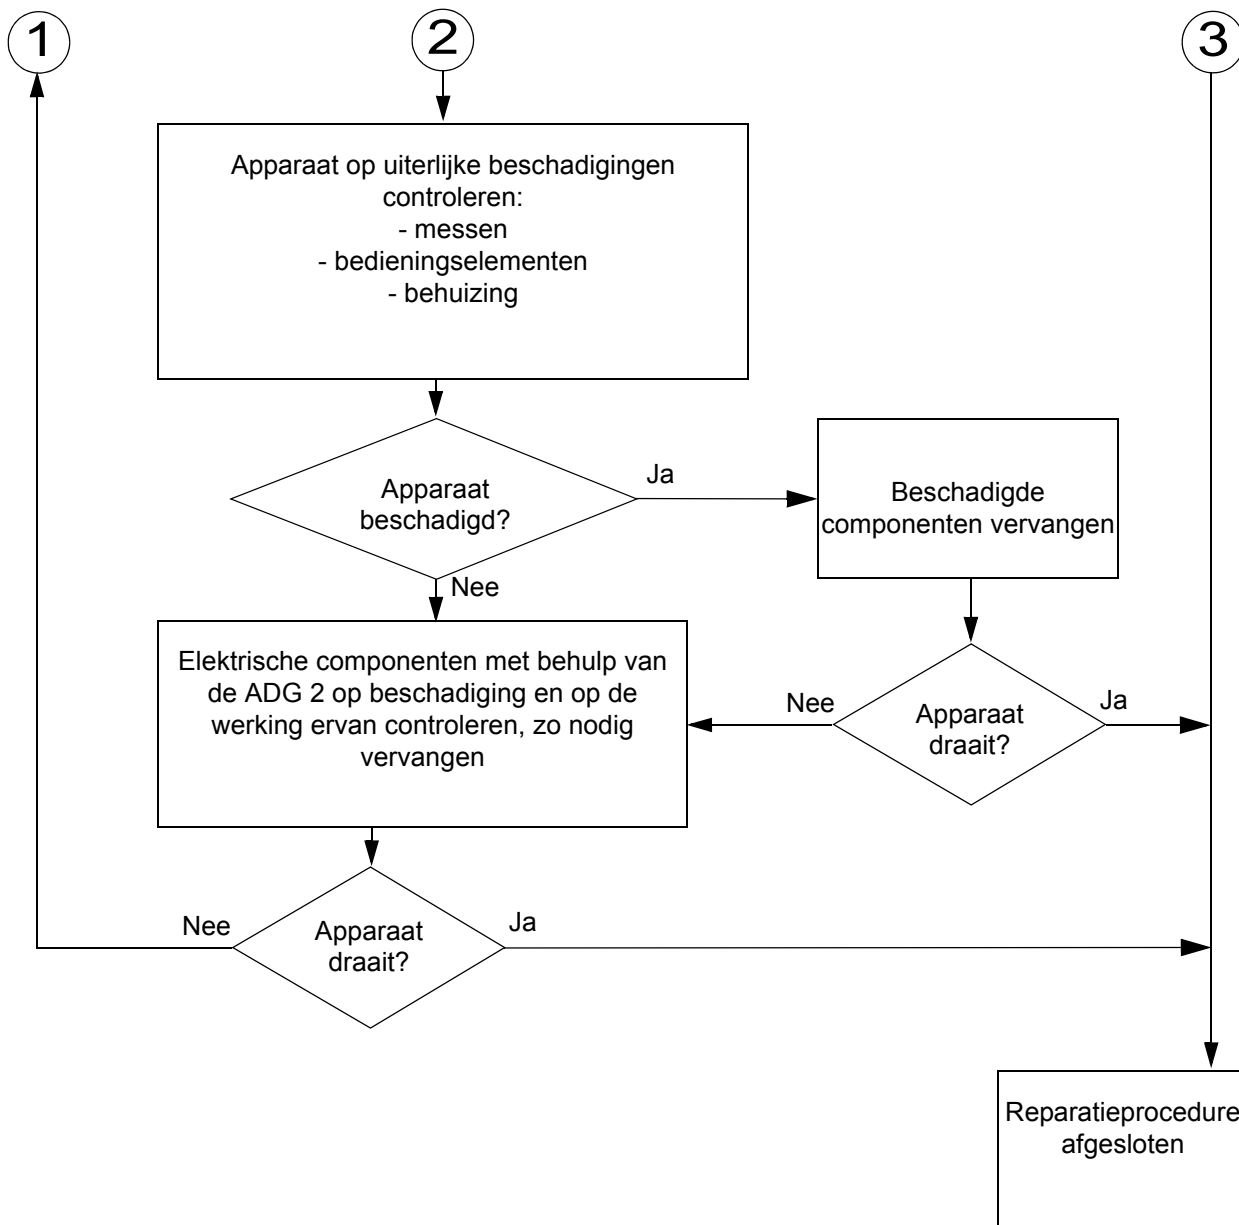 1
2
3
Apparaat op uiterlijke beschadigingen
controleren:
- messen
- bedieningselementen
- behuizing
Apparaat
beschadigd?
Ja
Beschadigde
componenten vervangen
Nee
Elektrische componenten met behulp van
de ADG 2 op beschadiging en op de
werking ervan controleren, zo nodig
vervangen
Nee
Apparaat
draait?
Ja
Nee
Apparaat
draait?
Ja
Reparatieprocedure
afgesloten